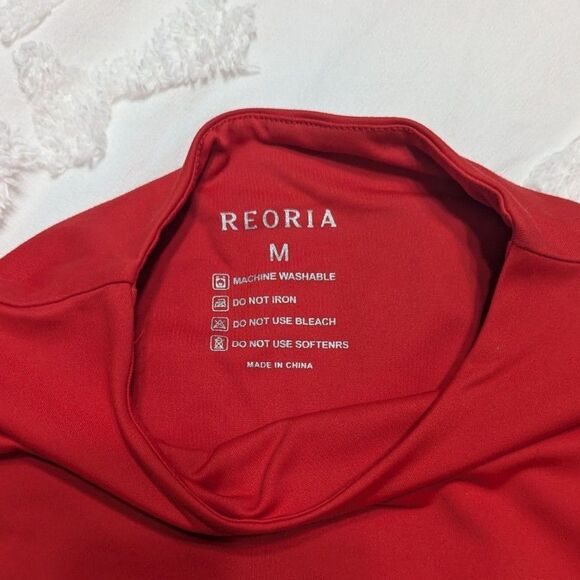 REORIA
M
MACHINE WASHABLE
DO NOT IRON
DO NOT USE BLEACH
DO NOT USE SOFTENRS
MADE IN CHINA